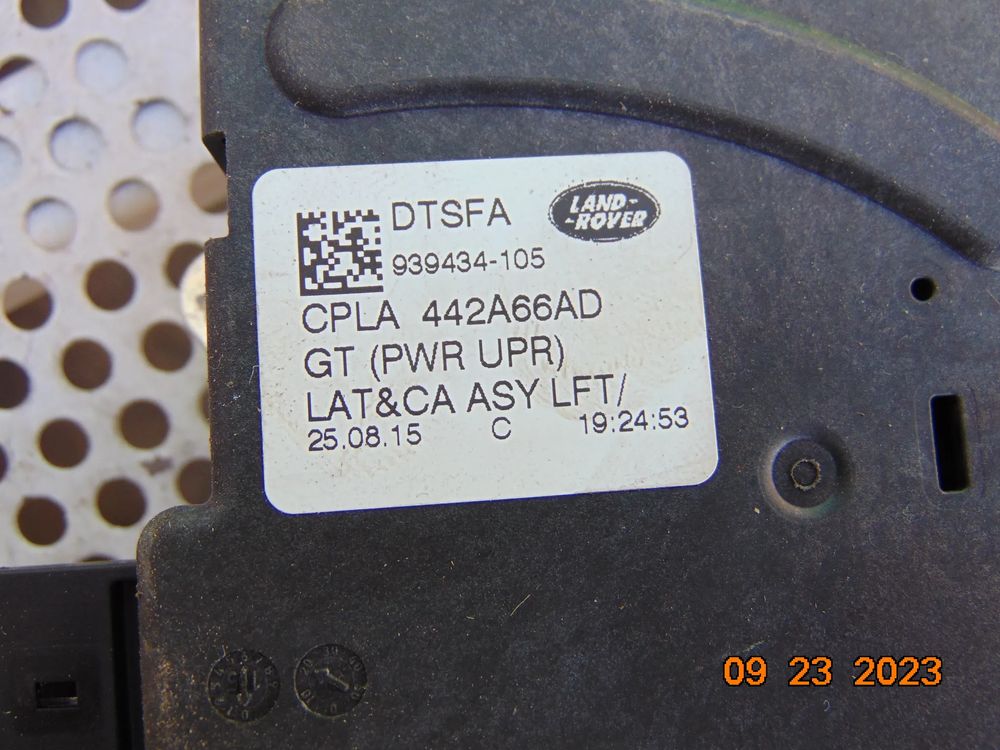 DTSFA
LAND-
-ROVER
939434-105
CPLA 442A66AD
GT (PWR UPR)
LAT&CA ASY LFT/
25.08.15 C 19:24:53
09 23 2023